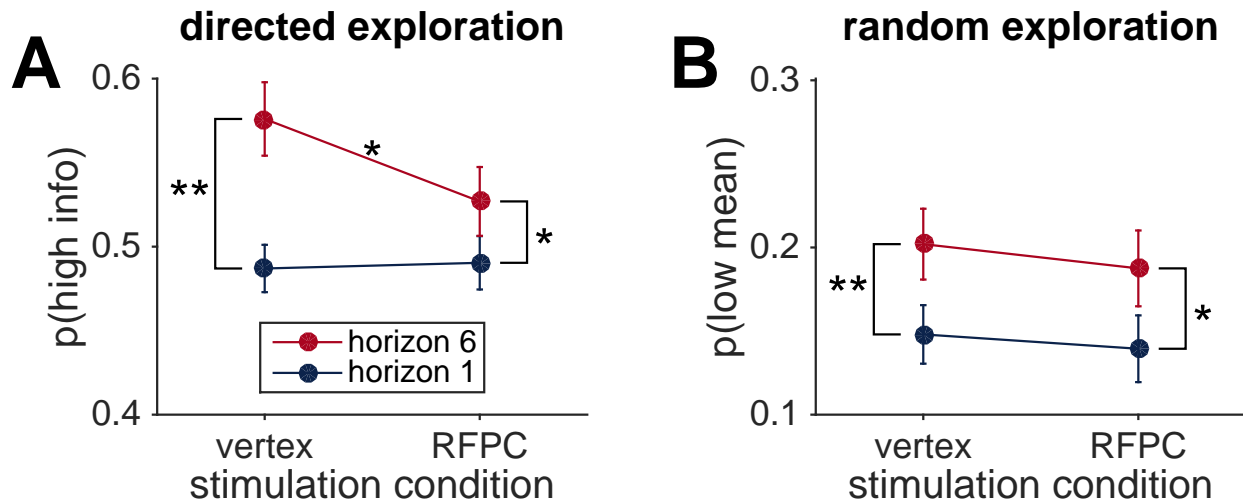 A
directed exploration
0.6
0.5
0.4
p(high info)
**
*
*
horizon 6
horizon 1
vertex
RFPC
stimulation condition
B
random exploration
0.3
0.2
0.1
p(low mean)
**
*
vertex
RFPC
stimulation condition